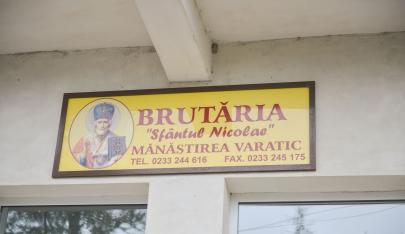 BRUTĂRIA
"Sfântul Nicolae"
MĂNĂSTIREA VARATIC
TEL. 0233 244 616 FAX. 0233 245 175